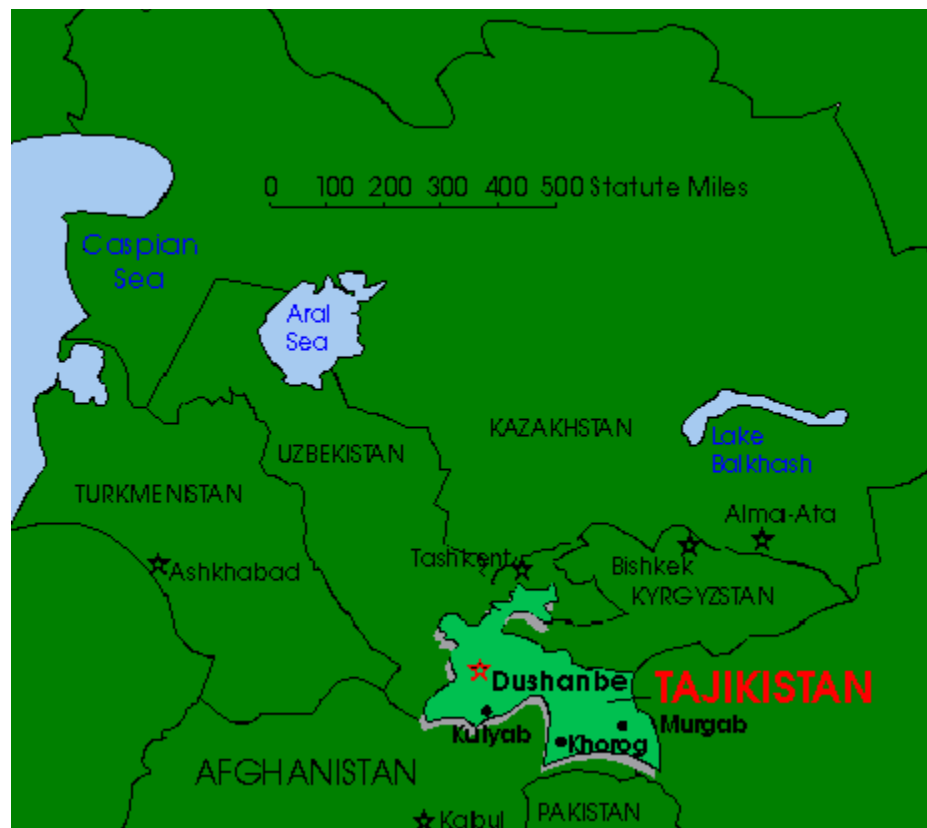 0 100 200 300 400 500 Statute Miles
Caspian
Sea
Aral
Sea
KAZAKHSTAN
Lake
Balkhash
UZBEKISTAN
TURKMENISTAN
Alma-Ata
Tashkent
Bishkek
Ashkhabad
KYRGYZSTAN
Dushanbe
TAJIKISTAN
Murgab
Kulyab
Khorog
AFGHANISTAN
PAKISTAN
Kabul